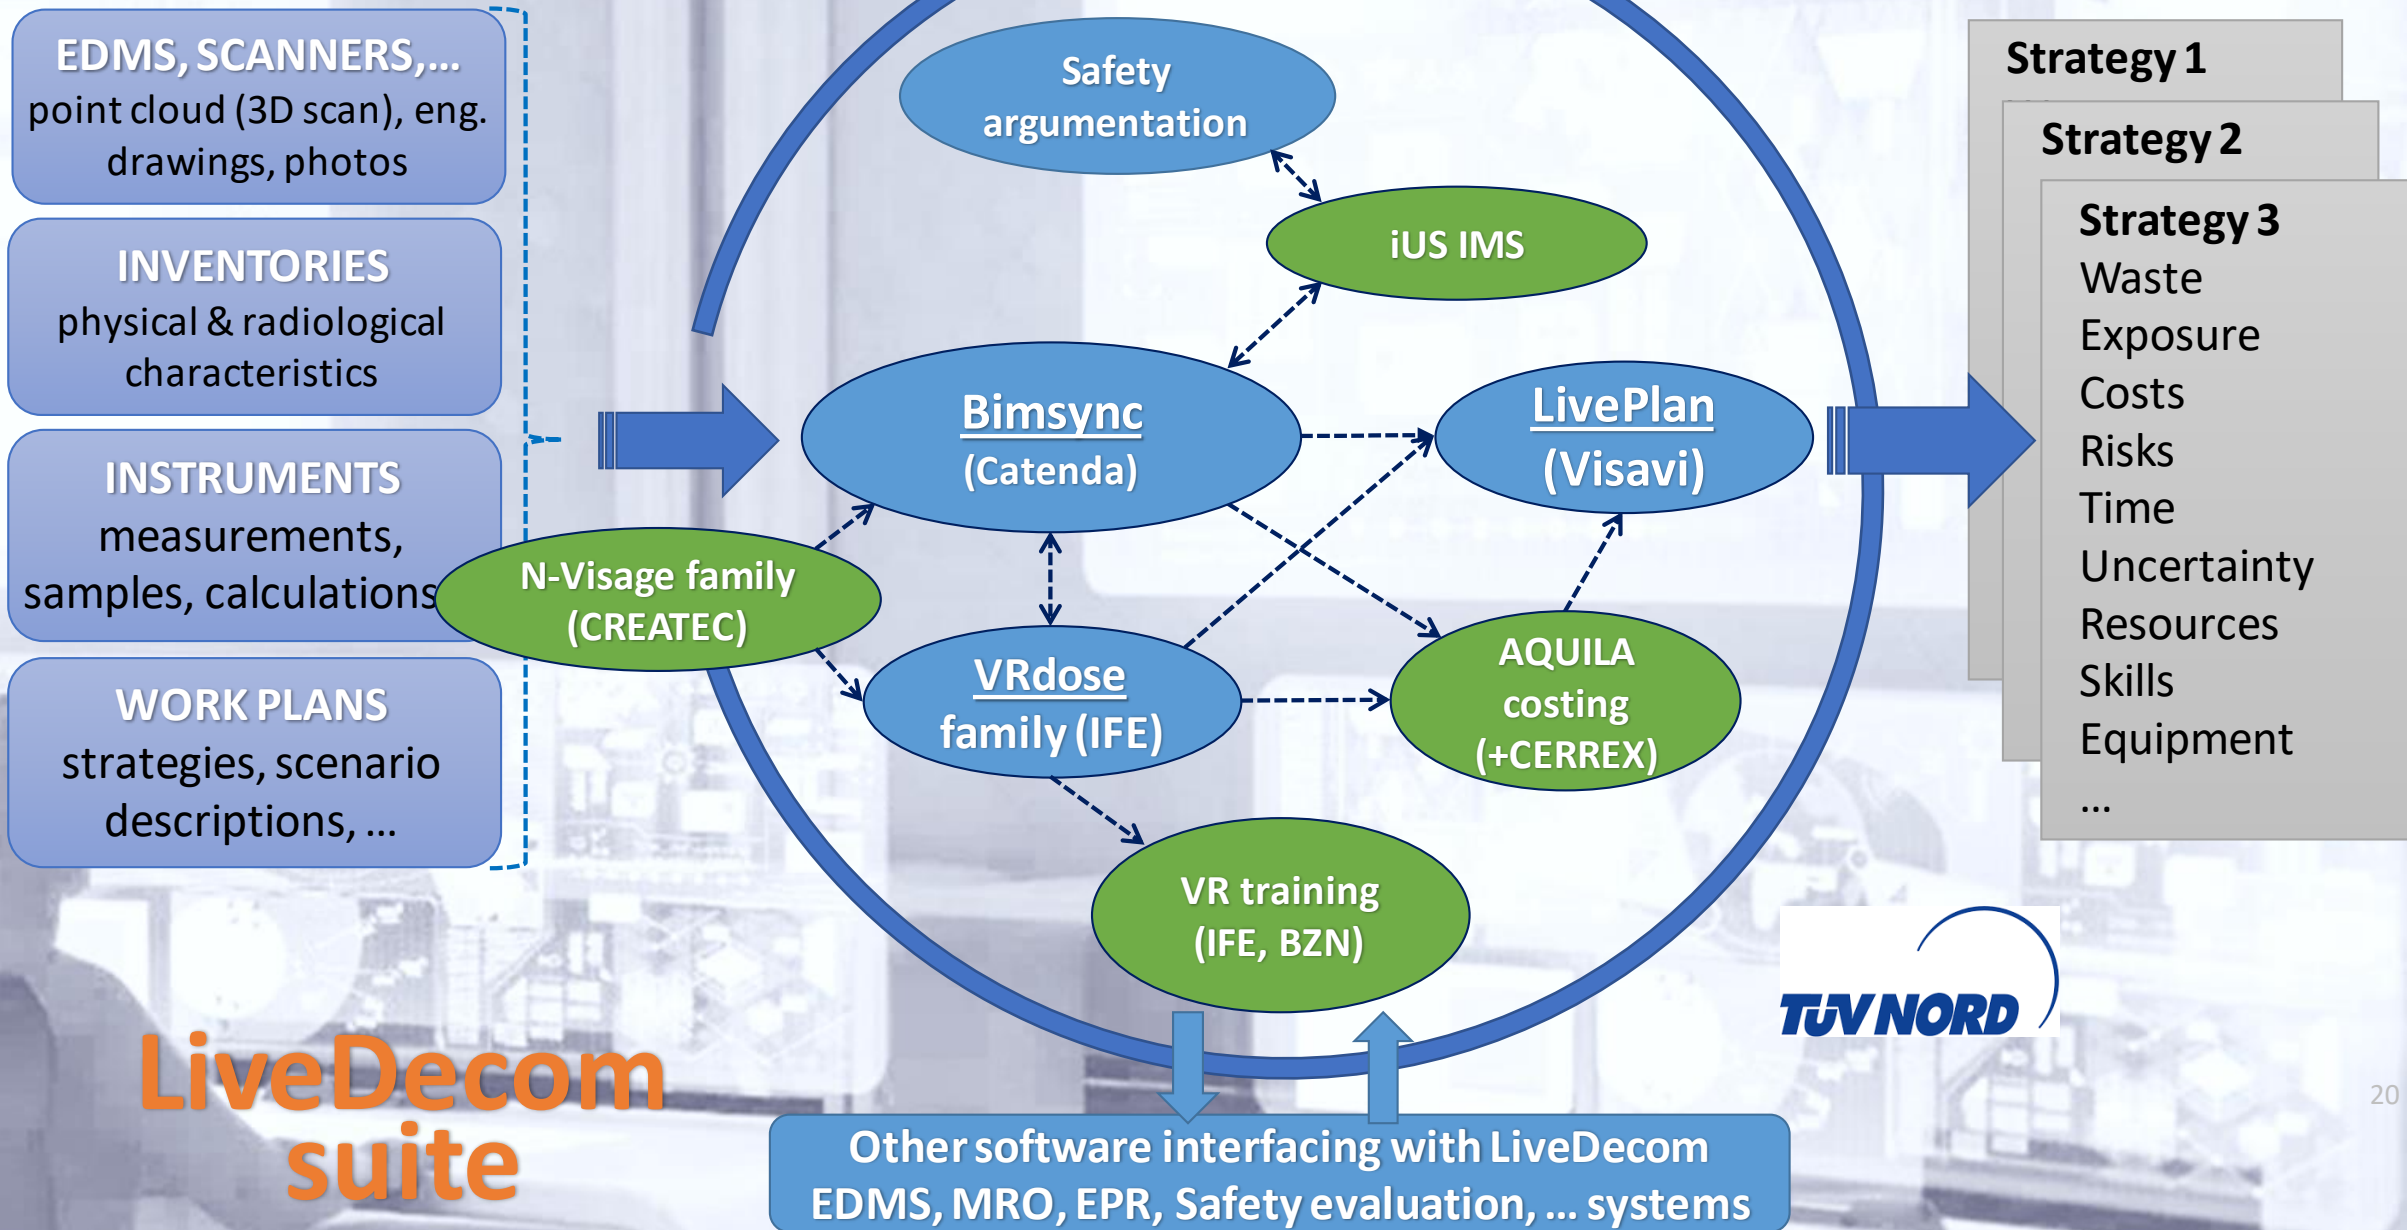 EDMS, SCANNERS,...
point cloud (3D scan), eng.
drawings, photos
INVENTORIES
physical & radiological
characteristics
INSTRUMENTS
measurements,
samples, calculations
WORK PLANS
strategies, scenario
descriptions, ...
Safety
argumentation
iUS IMS
Bimsync
(Catenda)
LivePlan
(Visavi)
N-Visage family
(CREATEC)
VRdose
family (IFE)
AQUILA
costing
(+CERREX)
VR training
(IFE, BZN)
Strategy 1
Strategy 2
Strategy 3
Waste
Exposure
Costs
Risks
Time
Uncertainty
Resources
Skills
Equipment
...
TÜV NORD
LiveDecom
suite
Other software interfacing with LiveDecom
EDMS, MRO, EPR, Safety evaluation, ... systems
20